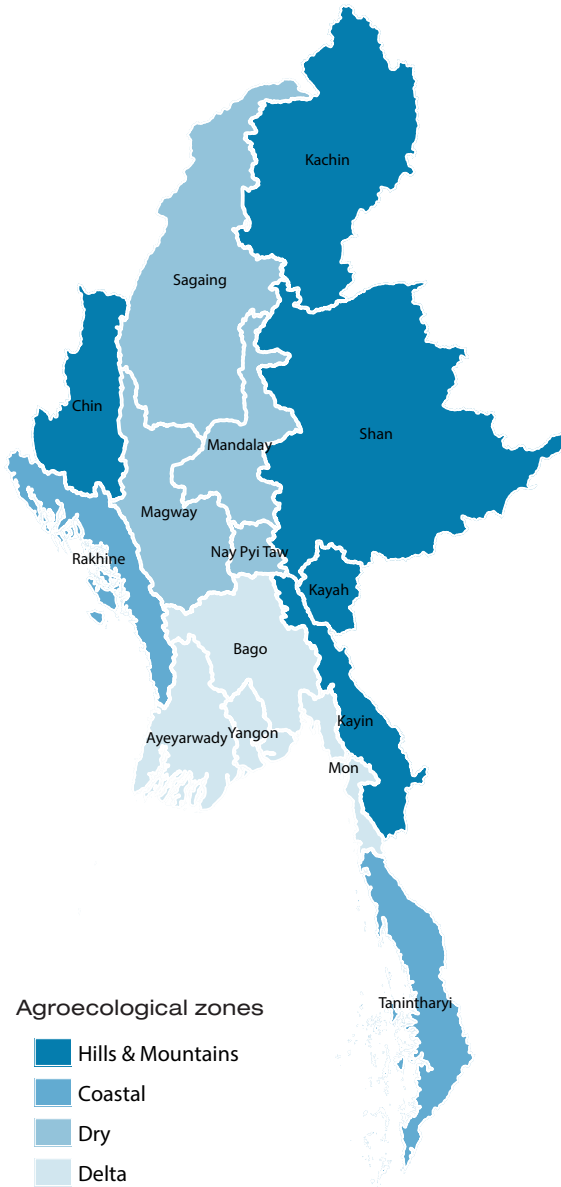 Kachin
Sagaing
Chin
Shan
Mandalay
Magway
Nay Pyi Taw
Rakhine
Kayah
Bago
Kayin
Ayeyarwady
Yangon
Mon
Tanintharyi
Agroecological zones
Hills & Mountains
Coastal
Dry
Delta